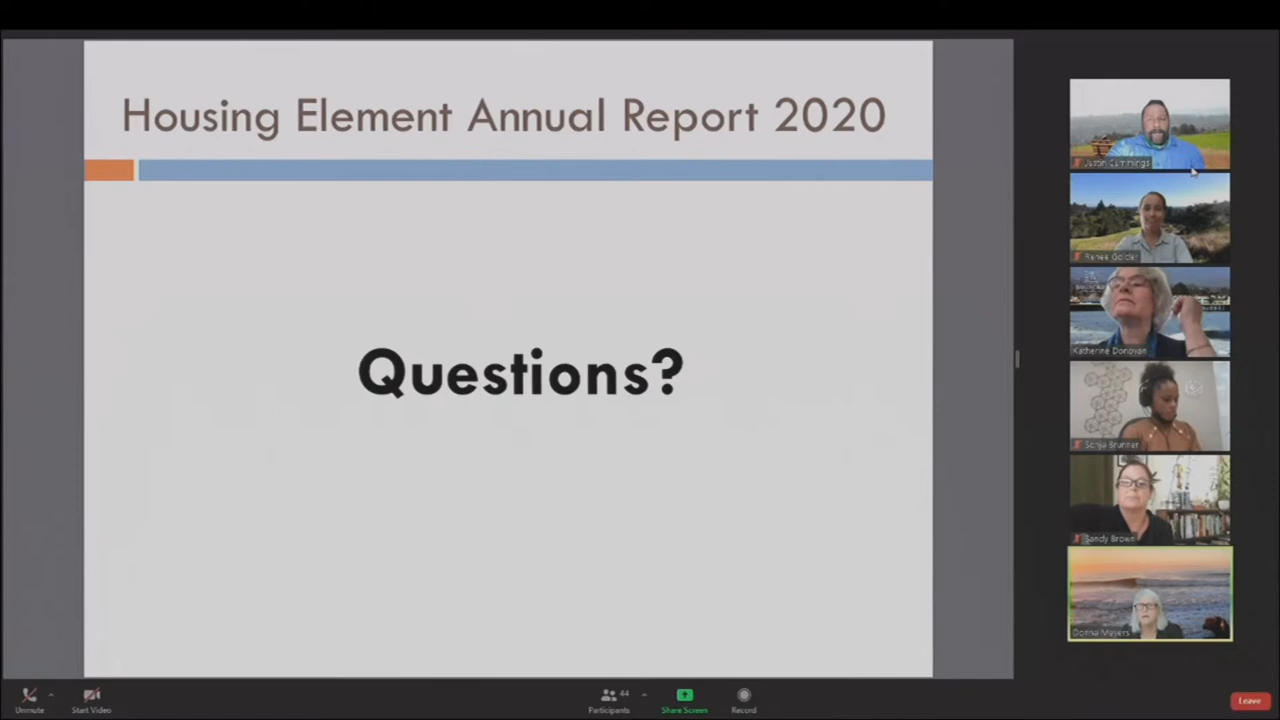 Housing Element Annual Report 2020
Questions?
Justin Cummings
Renee Golder
Katherine Donovan
Sonja Brunner
Sandy Brown
Donna Meyers
Unmute
Start Video
44
Participants
Share Screen
Record
Leave